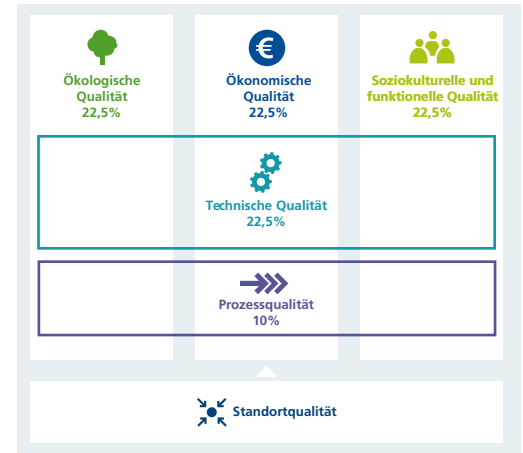 Ökologische
Qualität
22,5%
Ökonomische
Qualität
22,5%
Soziokulturelle und
funktionelle Qualität
22,5%
Technische Qualität
22,5%
Prozessqualität
10%
Standortqualität